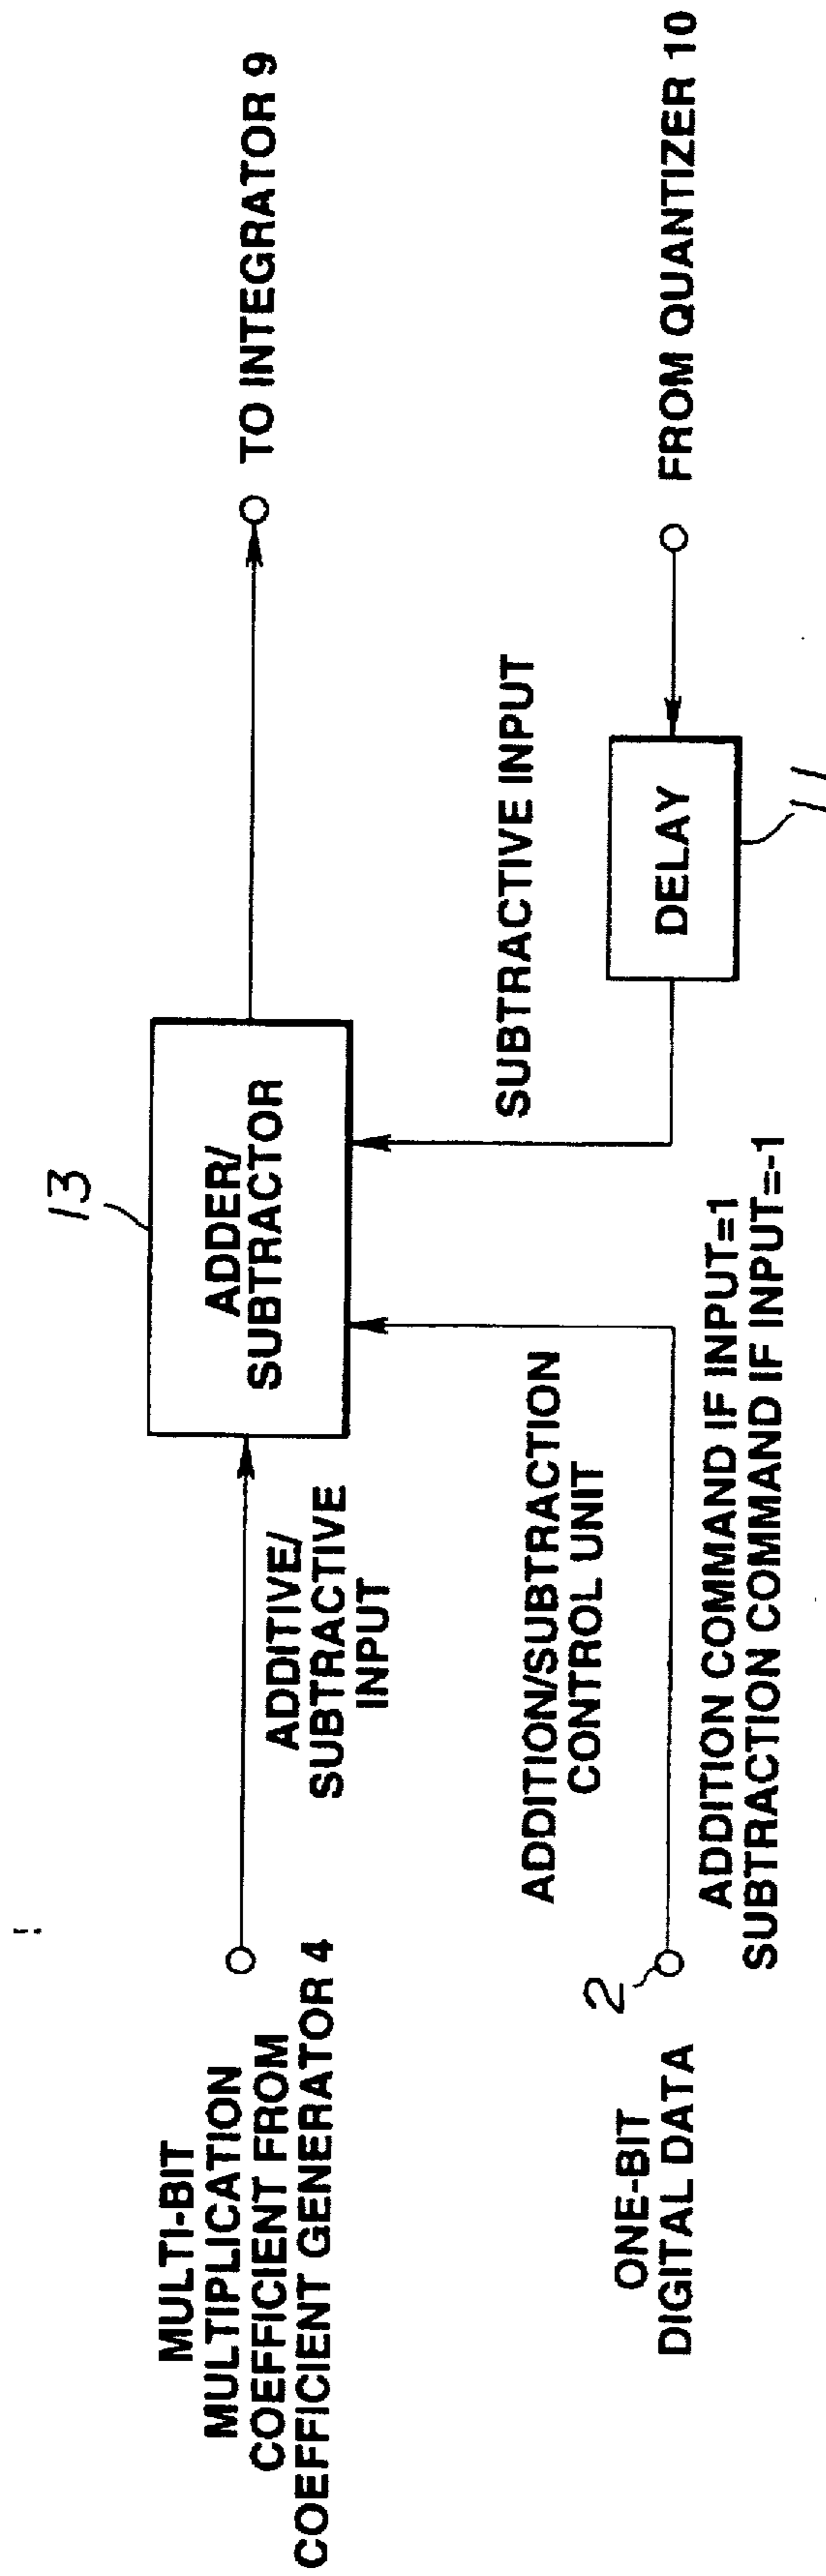 MULTI-BIT
MULTIPLICATION
COEFFICIENT FROM
COEFFICIENT GENERATOR 4
ADDITIVE/
SUBTRACTIVE
INPUT
13
ADDER/
SUBTRACTOR
TO INTEGRATOR 9
ONE-BIT
DIGITAL DATA
2
ADDITION/SUBTRACTION
CONTROL UNIT
ADDITION COMMAND IF INPUT=1
SUBTRACTION COMMAND IF INPUT=-1
SUBTRACTIVE INPUT
DELAY
11
FROM QUANTIZER 10